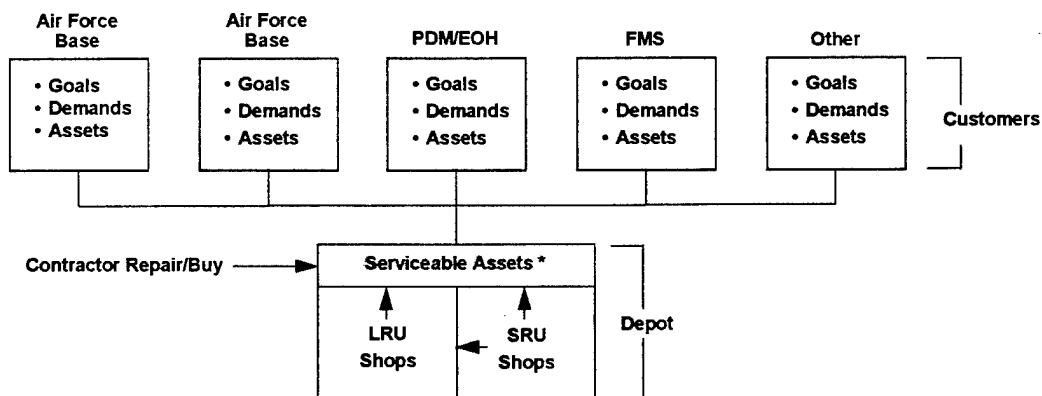 Air Force
Base
Air Force
Base
PDM/EOH
FMS
Other
• Goals
• Demands
• Assets
• Goals
• Demands
• Assets
• Goals
• Demands
• Assets
• Goals
• Demands
• Assets
• Goals
• Demands
• Assets
Customers
Contractor Repair/Buy
Serviceable Assets *
LRU
Shops
SRU
Shops
Depot